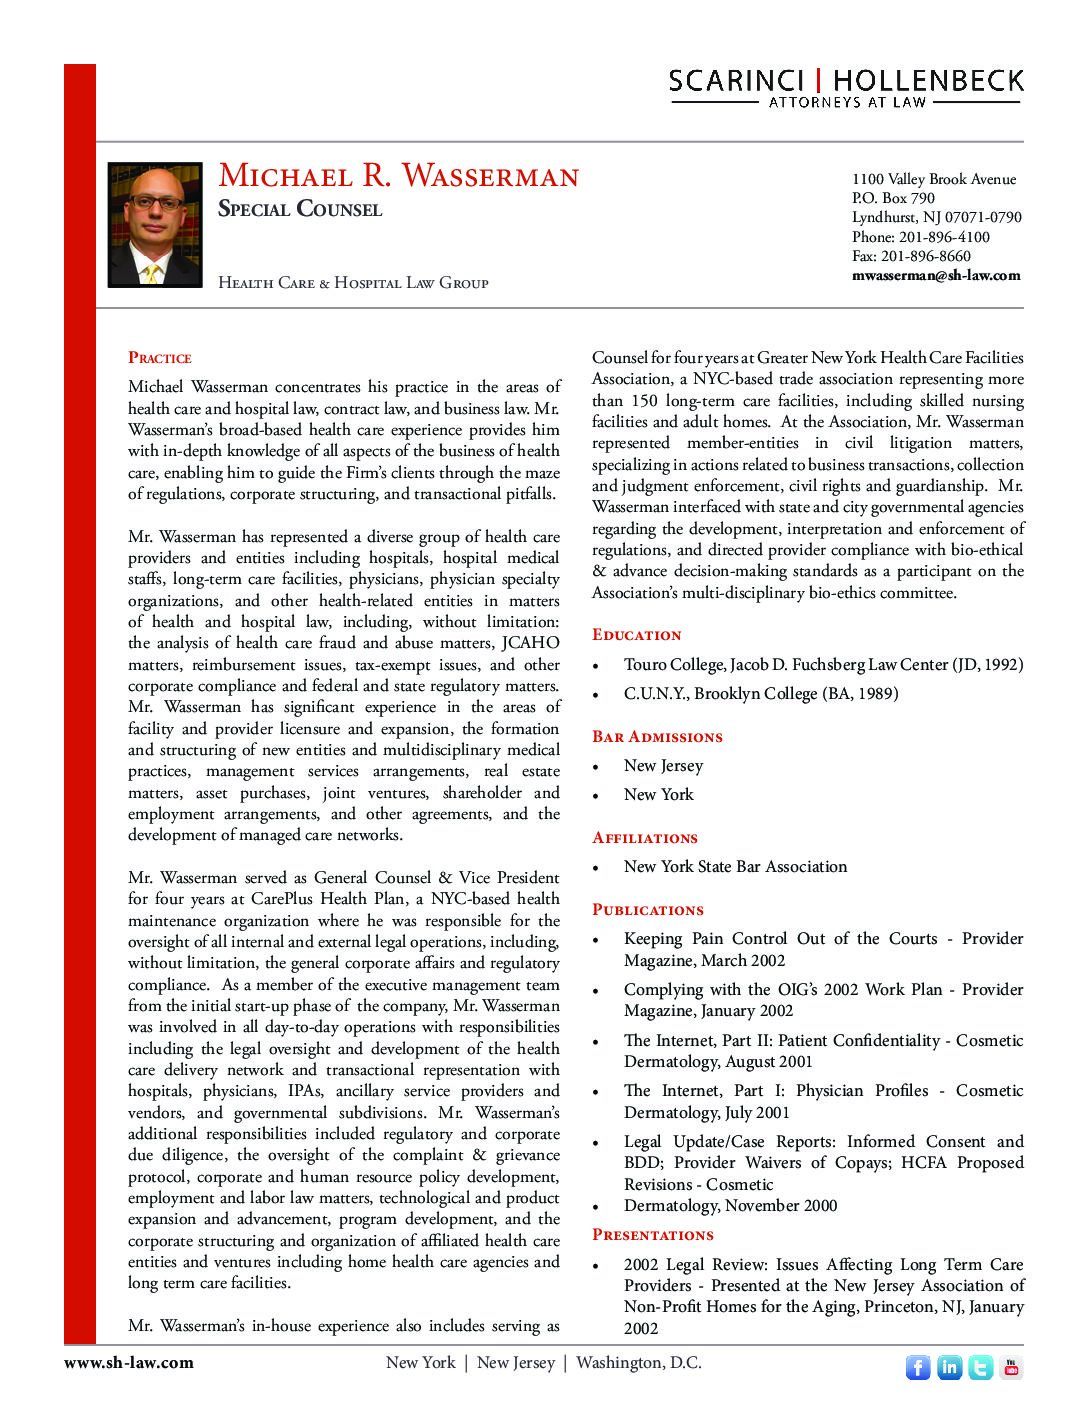 SCARINCI | HOLLENBECK
ATTORNEYS AT LAW
Michael R. Wasserman
Special Counsel
Health Care & Hospital Law Group
1100 Valley Brook Avenue
P.O. Box 790
Lyndhurst, NJ 07071-0790
Phone: 201-896-4100
Fax: 201-896-8660
mwasserman@sh-law.com
Practice
Michael Wasserman concentrates his practice in the areas of
health care and hospital law, contract law, and business law. Mr.
Wasserman's broad-based health care experience provides him
with in-depth knowledge of all aspects of the business of health
care, enabling him to guide the Firm's clients through the maze
of regulations, corporate structuring, and transactional pitfalls.
Mr. Wasserman has represented a diverse group of health care
providers and entities including hospitals, hospital medical
staffs, long-term care facilities, physicians, physician specialty
organizations, and other health-related entities in matters
of health and hospital law, including, without limitation:
the analysis of health care fraud and abuse matters, JCAHO
matters, reimbursement issues, tax-exempt issues, and other
corporate compliance and federal and state regulatory matters.
Mr. Wasserman has significant experience in the areas of
facility and provider licensure and expansion, the formation
and structuring of new entities and multidisciplinary medical
practices, management services arrangements, real estate
matters, asset purchases, joint ventures, shareholder and
employment arrangements, and other agreements, and the
development of managed care networks.
Mr. Wasserman served as General Counsel & Vice President
for four years at CarePlus Health Plan, a NYC-based health
maintenance organization where he was responsible for the
oversight of all internal and external legal operations, including,
without limitation, the general corporate affairs and regulatory
compliance. As a member of the executive management team
from the initial start-up phase of the company, Mr. Wasserman
was involved in all day-to-day operations with responsibilities
including the legal oversight and development of the health
care delivery network and transactional representation with
hospitals, physicians, IPAs, ancillary service providers and
vendors, and governmental subdivisions. Mr. Wasserman's
additional responsibilities included regulatory and corporate
due diligence, the oversight of the complaint & grievance
protocol, corporate and human resource policy development,
employment and labor law matters, technological and product
expansion and advancement, program development, and the
corporate structuring and organization of affiliated health care
entities and ventures including home health care agencies and
long term care facilities.
Mr. Wasserman's in-house experience also includes serving as
Counsel for four years at Greater New York Health Care Facilities
Association, a NYC-based trade association representing more
than 150 long-term care facilities, including skilled nursing
facilities and adult homes. At the Association, Mr. Wasserman
represented member-entities in civil litigation matters,
specializing in actions related to business transactions, collection
and judgment enforcement, civil rights and guardianship. Mr.
Wasserman interfaced with state and city governmental agencies
regarding the development, interpretation and enforcement of
regulations, and directed provider compliance with bio-ethical
& advance decision-making standards as a participant on the
Association's multi-disciplinary bio-ethics committee.
Education
• Touro College, Jacob D. Fuchsberg Law Center (JD, 1992)
• C.U.N.Y., Brooklyn College (BA, 1989)
Bar Admissions
• New Jersey
• New York
Affiliations
• New York State Bar Association
Publications
• Keeping Pain Control Out of the Courts - Provider
Magazine, March 2002
• Complying with the OIG's 2002 Work Plan - Provider
Magazine, January 2002
• The Internet, Part II: Patient Confidentiality - Cosmetic
Dermatology, August 2001
• The Internet, Part I: Physician Profiles - Cosmetic
Dermatology, July 2001
• Legal Update/Case Reports: Informed Consent and
BDD; Provider Waivers of Copays; HCFA Proposed
Revisions - Cosmetic
• Dermatology, November 2000
Presentations
• 2002 Legal Review: Issues Affecting Long Term Care
Providers - Presented at the New Jersey Association of
Non-Profit Homes for the Aging, Princeton, NJ, January
2002
www.sh-law.com
New York | New Jersey | Washington, D.C.
f
in
t
You
Tube